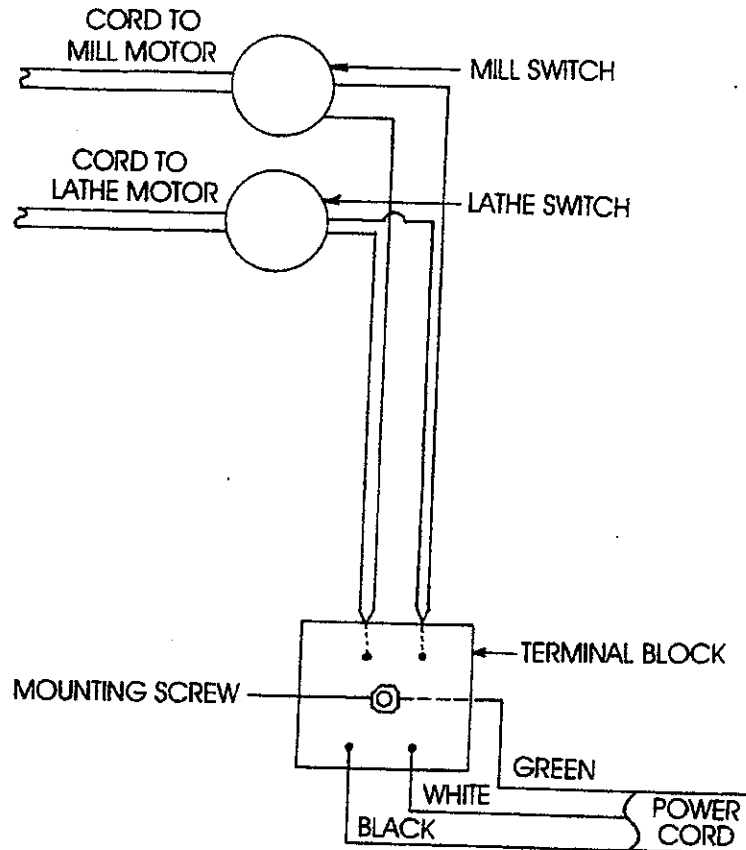 CORD TO
MILL MOTOR
MILL SWITCH
CORD TO
LATHE MOTOR
LATHE SWITCH
TERMINAL BLOCK
MOUNTING SCREW
GREEN
WHITE
BLACK
POWER
CORD